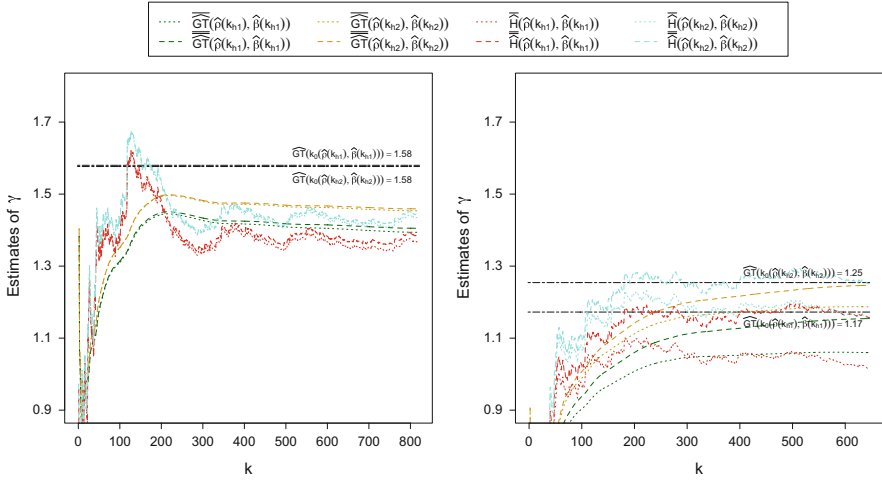 GT(ρ̂(kh1), β̂(kh1)) GT(ρ̂(kh2), β̂(kh2)) H(ρ̂(kh1), β̂(kh1)) H(ρ̂(kh2), β̂(kh2))
GT(ρ̂(kh1), β̂(kh1)) GT(ρ̂(kh2), β̂(kh2)) H(ρ̂(kh1), β̂(kh1)) H(ρ̂(kh2), β̂(kh2))
Estimates of γ
1.7
1.5
1.3
1.1
0.9
GT(k0(ρ̂(kh1), β̂(kh1))) = 1.58
GT(k0(ρ̂(kh2), β̂(kh2))) = 1.58
0 100 200 300 400 500 600 700 800
k
Estimates of γ
1.7
1.5
1.3
1.1
0.9
GT(k0(ρ̂(kh2), β̂(kh2))) = 1.25
GT(k0(ρ̂(kh1), β̂(kh1))) = 1.17
0 100 200 300 400 500 600
k